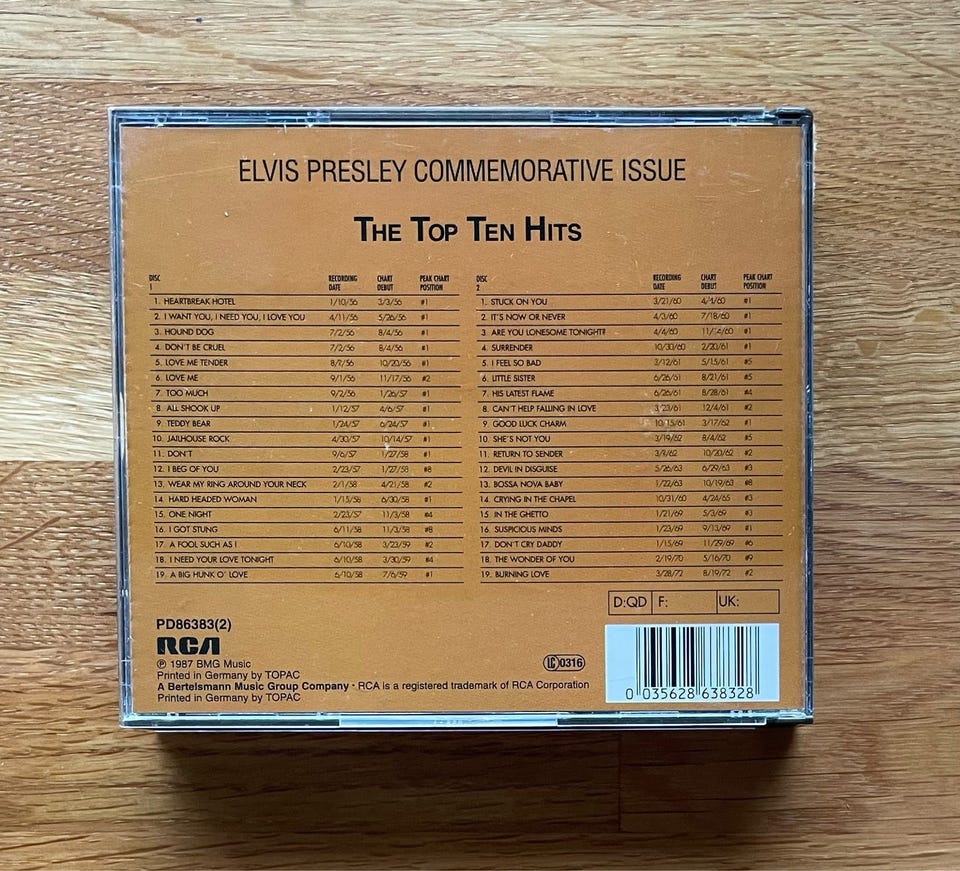 ELVIS PRESLEY COMMEMORATIVE ISSUE
THE TOP TEN HITS
DISC 1 RECORDING DATE CHART DEBUT PEAK CHART POSITION
1. HEARTBREAK HOTEL 1/10/56 3/3/56 #1
2. I WANT YOU, I NEED YOU, I LOVE YOU 4/11/56 5/26/56 #1
3. HOUND DOG 7/2/56 8/4/56 #1
4. DON'T BE CRUEL 7/2/56 8/4/56 #1
5. LOVE ME TENDER 10/20/56 #1
6. LOVE ME 9/1/56 11/17/56 #2
7. TOO MUCH 9/2/56 1/26/57 #1
8. ALL SHOOK UP 1/12/57 4/6/57 #1
9. TEDDY BEAR 1/24/57 6/24/57 #1
10. JAILHOUSE ROCK 4/30/57 10/14/57 #1
11. DON'T 9/6/57 1/27/58 #1
12. I BEG OF YOU 2/23/57 1/27/58 #8
13. WEAR MY RING AROUND YOUR NECK 2/1/58 4/21/58 #2
14. HARD HEADED WOMAN 1/15/58 6/30/58 #1
15. ONE NIGHT 2/23/57 11/3/58 #4
16. I GOT STUNG 6/11/58 11/3/58 #8
17. A FOOL SUCH AS I 6/10/58 3/23/59 #2
18. I NEED YOUR LOVE TONIGHT 6/10/58 3/30/59 #4
19. A BIG HUNK O' LOVE 6/10/58 7/6/59 #1
DISC 2 RECORDING DATE CHART DEBUT PEAK CHART POSITION
1. STUCK ON YOU 3/21/60 4/4/60 #1
2. IT'S NOW OR NEVER 4/3/60 7/18/60 #1
3. ARE YOU LONESOME TONIGHT? 4/4/60 #1
4. SURRENDER 10/30/60 2/20/61 #1
5. I FEEL SO BAD 3/12/61 5/15/61 #5
6. LITTLE SISTER 6/26/61 8/21/61 #5
7. HIS LATEST FLAME 6/26/61 8/28/61 #4
8. CAN'T HELP FALLING IN LOVE 3/23/61 12/4/61 #2
9. GOOD LUCK CHARM 10/15/61 3/17/62 #1
10. SHE'S NOT YOU 3/19/62 8/4/62 #5
11. RETURN TO SENDER 10/20/62 #2
12. DEVIL IN DISGUISE 5/26/63 6/29/63 #3
13. BOSSA NOVA BABY 1/22/63 10/19/63 #8
14. CRYING IN THE CHAPEL 10/31/60 4/24/65 #3
15. IN THE GHETTO 1/21/69 5/3/69 #3
16. SUSPICIOUS MINDS 1/23/69 9/13/69 #1
17. DON'T CRY DADDY 1/15/69 11/29/69 #6
18. THE WONDER OF YOU 2/19/70 5/16/70 #9
19. BURNING LOVE 3/28/72 8/19/72 #2
D:QD F: UK:
PD86383(2)
RCA
℗ 1987 BMG Music
Printed in Germany by TOPAC
A Bertelsmann Music Group Company · RCA is a registered trademark of RCA Corporation
Printed in Germany by TOPAC
LC 0316
0 035628 638328